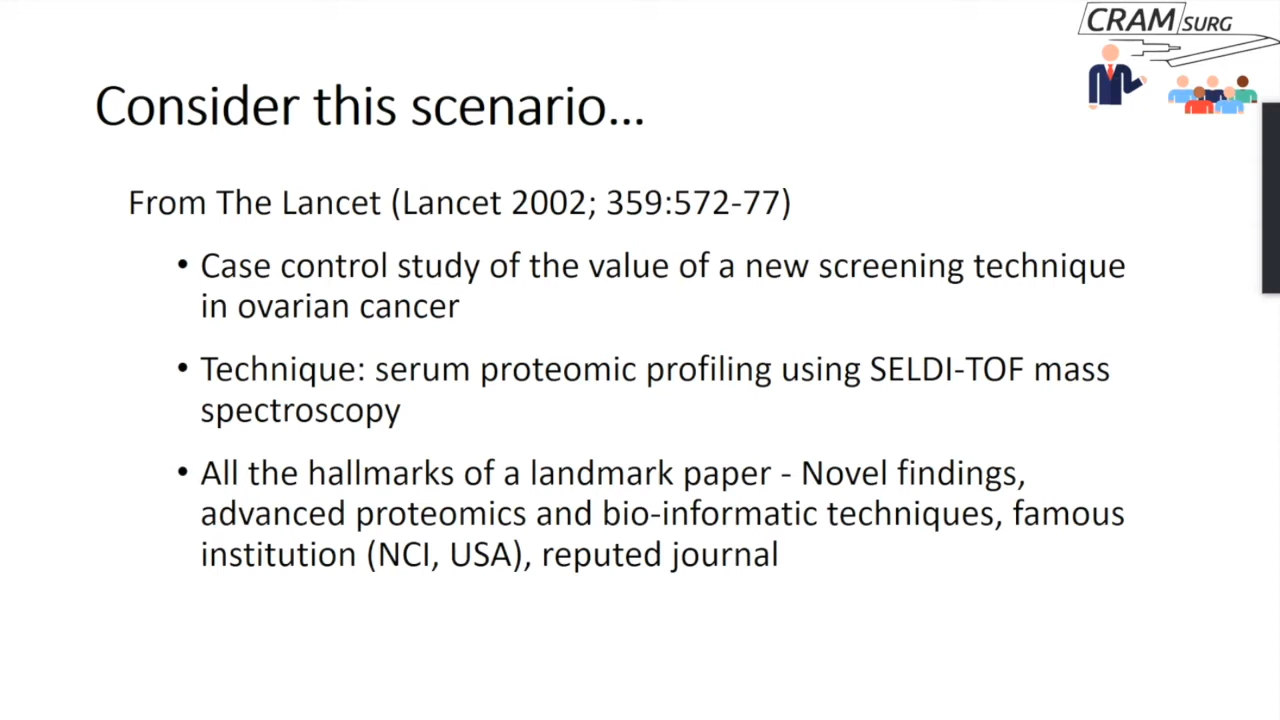 CRAM SURG
Consider this scenario...
From The Lancet (Lancet 2002; 359:572-77)
• Case control study of the value of a new screening technique
in ovarian cancer
• Technique: serum proteomic profiling using SELDI-TOF mass
spectroscopy
• All the hallmarks of a landmark paper - Novel findings,
advanced proteomics and bio-informatic techniques, famous
institution (NCI, USA), reputed journal